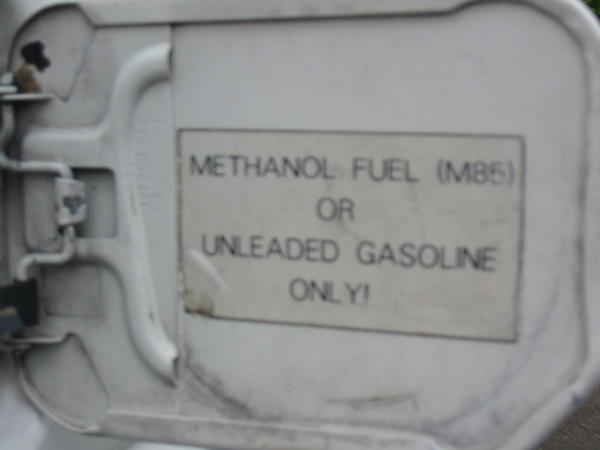 METHANOL FUEL (M85)
OR
UNLEADED GASOLINE
ONLY!